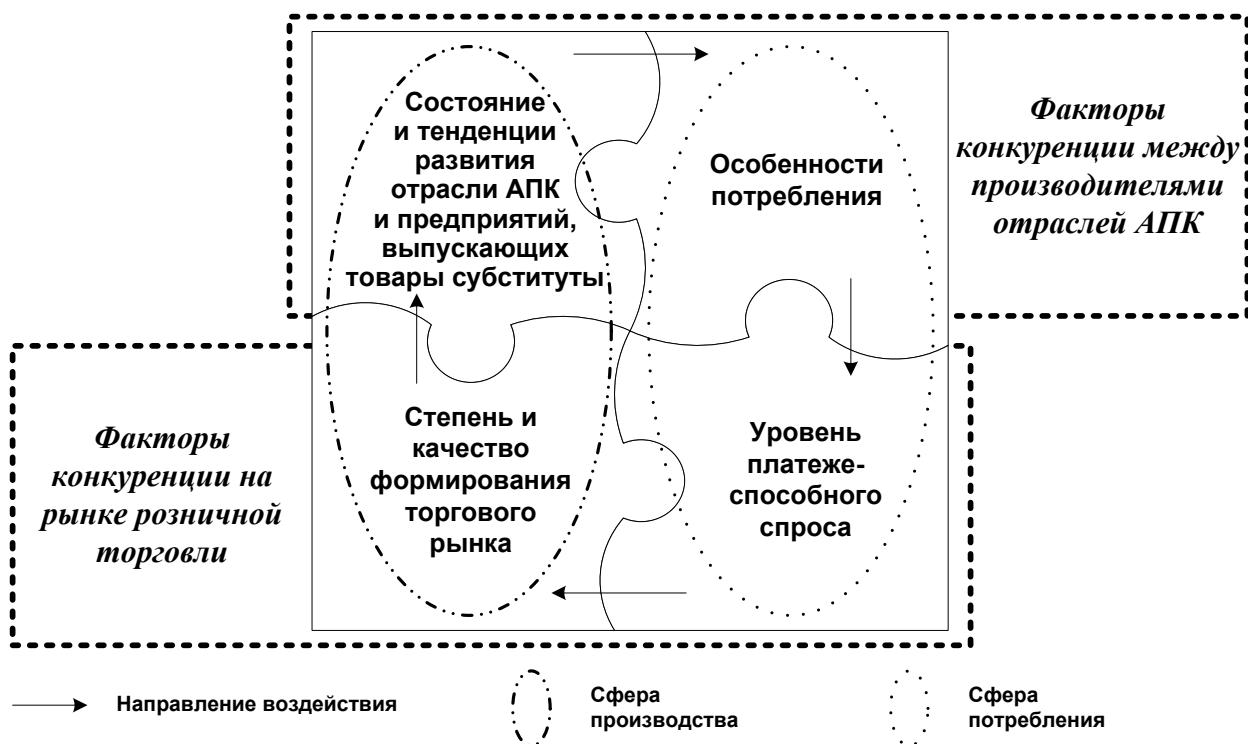 Состояние
и тенденции
развития
отрасли АПК
и предприятий,
выпускающих
товары субституты
Особенности
потребления
Факторы
конкуренции между
производителями
отраслей АПК
Факторы
конкуренции на
рынке розничной
торговли
Степень и
качество
формирования
торгового
рынка
Уровень
платеже-
способного
спроса
Направление воздействия
Сфера
производства
Сфера
потребления